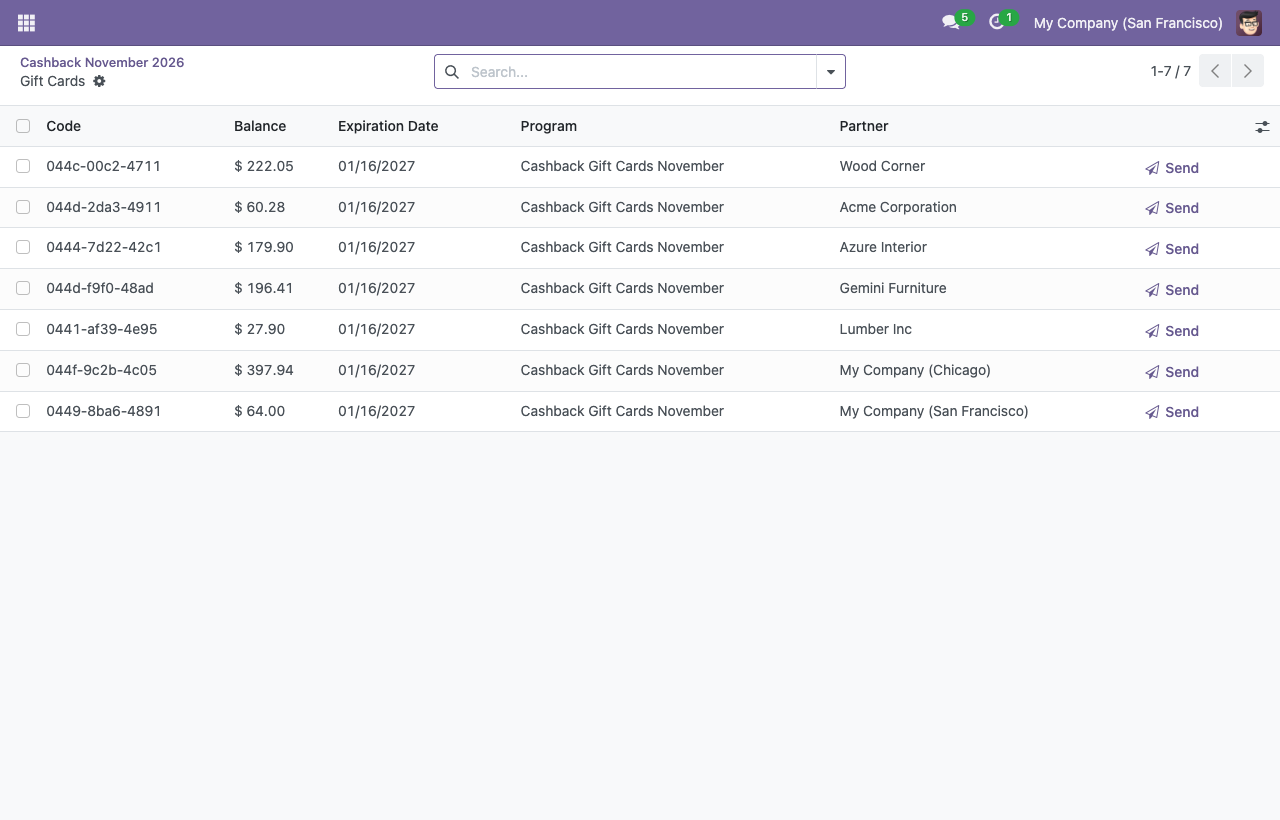 5 1 My Company (San Francisco)
Cashback November 2026
Gift Cards
Search...
1-7 / 7
Code Balance Expiration Date Program Partner
044c-00c2-4711 $ 222.05 01/16/2027 Cashback Gift Cards November Wood Corner Send
044d-2da3-4911 $ 60.28 01/16/2027 Cashback Gift Cards November Acme Corporation Send
0444-7d22-42c1 $ 179.90 01/16/2027 Cashback Gift Cards November Azure Interior Send
044d-f9f0-48ad $ 196.41 01/16/2027 Cashback Gift Cards November Gemini Furniture Send
0441-af39-4e95 $ 27.90 01/16/2027 Cashback Gift Cards November Lumber Inc Send
044f-9c2b-4c05 $ 397.94 01/16/2027 Cashback Gift Cards November My Company (Chicago) Send
0449-8ba6-4891 $ 64.00 01/16/2027 Cashback Gift Cards November My Company (San Francisco) Send